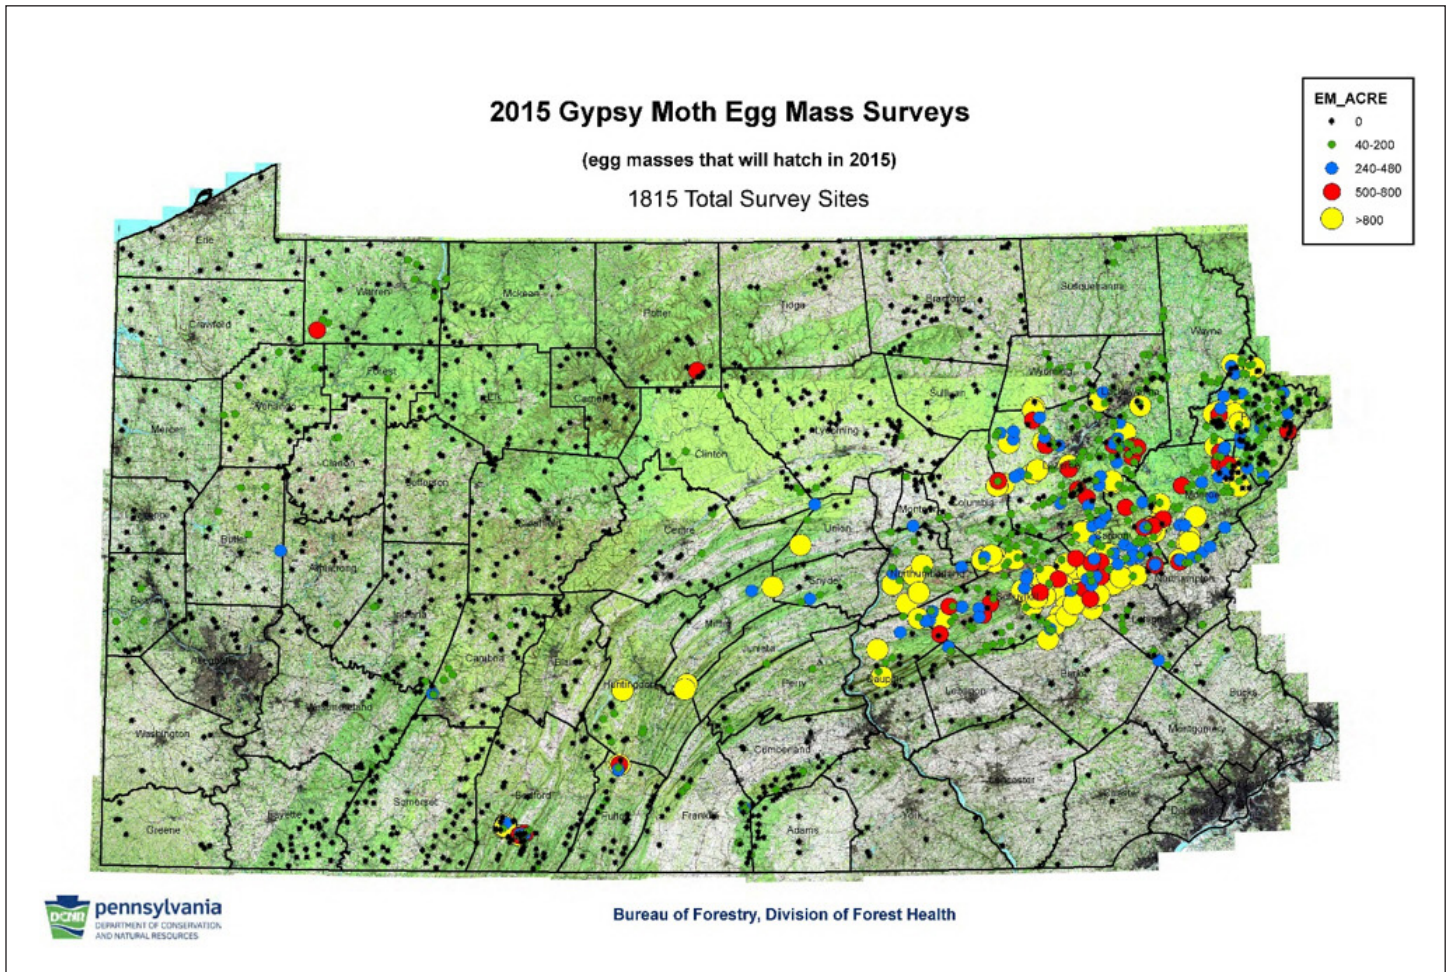 2015 Gypsy Moth Egg Mass Surveys
(egg masses that will hatch in 2015)
1815 Total Survey Sites
EM_ACRE
0
40-200
240-480
500-800
>800
Erie
Warren
Mckean
Potter
Tioga
Bradford
Susquehanna
Wayne
Crawford
Forest
Elk
Cameron
Sullivan
Wyoming
Venango
Mercer
Clinton
Lycoming
Clarion
Jefferson
Centre
Columbia
Montour
Union
Monroe
Carbon
Butler
Armstrong
Snyder
Northumberland
Northampton
Indiana
Mifflin
Cambria
Blair
Juniata
Huntingdon
Perry
Dauphin
Lebanon
Berks
Bucks
Allegheny
Westmoreland
Washington
Montgomery
Cumberland
Lancaster
Chester
Somerset
Bedford
Greene
Fayette
Fulton
Franklin
Adams
York
DCNR
pennsylvania
DEPARTMENT OF CONSERVATION
AND NATURAL RESOURCES
Bureau of Forestry, Division of Forest Health